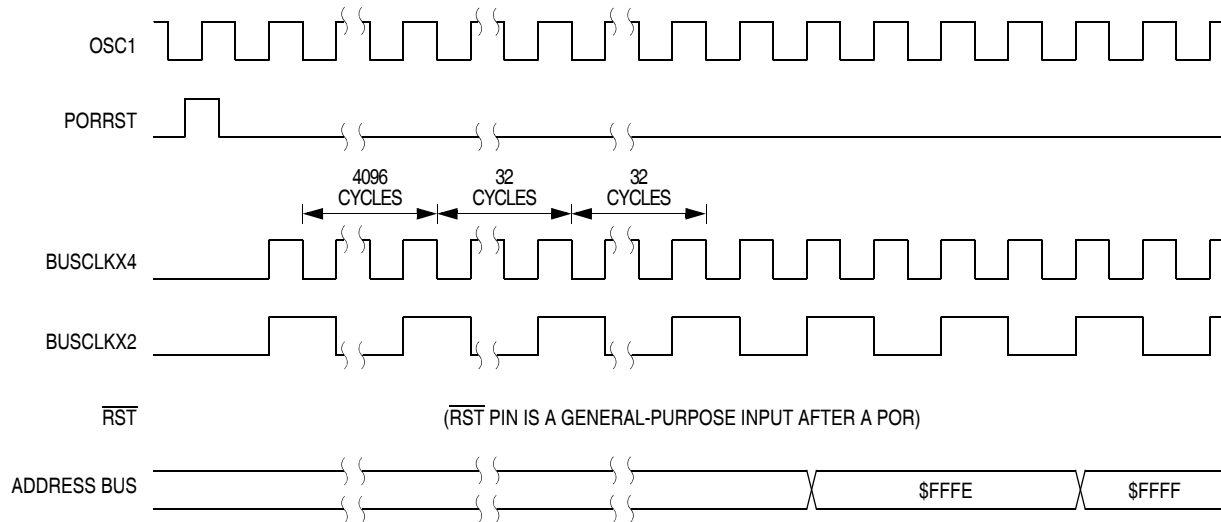 OSC1
PORRST
4096
CYCLES
32
CYCLES
32
CYCLES
BUSCLKX4
BUSCLKX2
RST
(RST PIN IS A GENERAL-PURPOSE INPUT AFTER A POR)
ADDRESS BUS
$FFFE
$FFFF